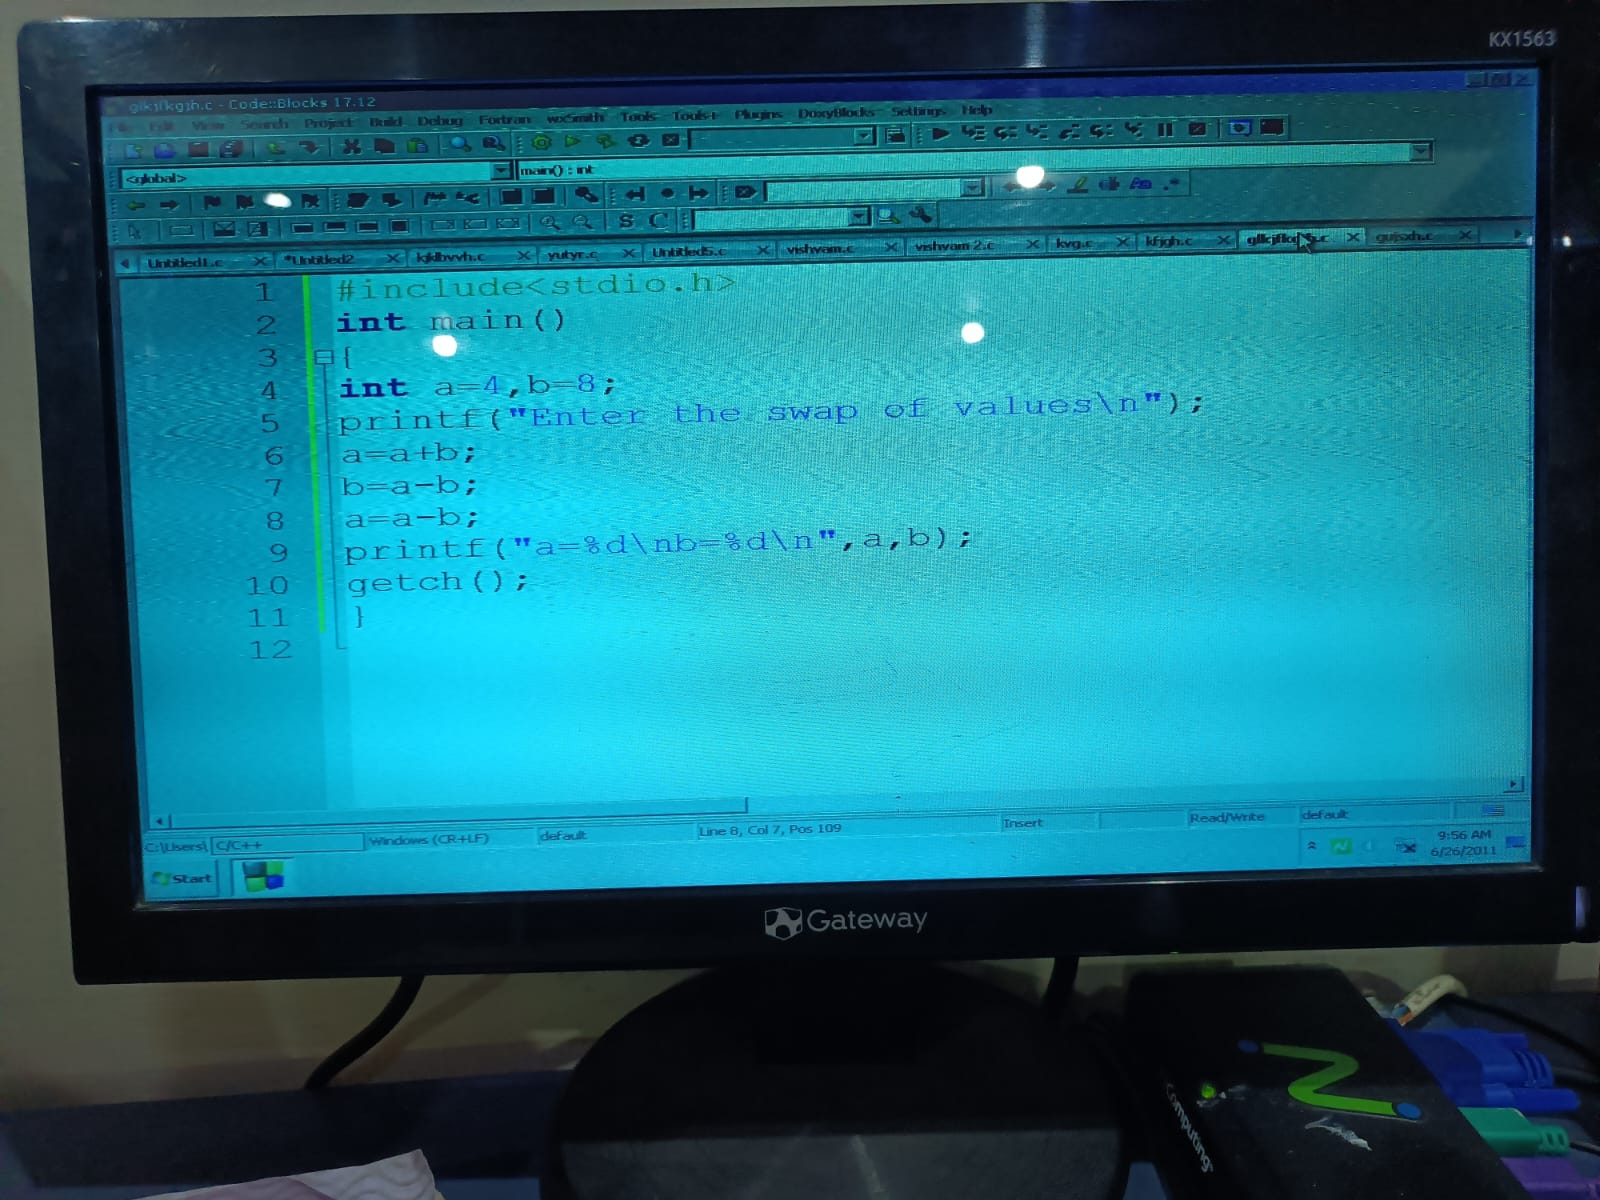 KX1563
glkjfkgjh.c - Code::Blocks 17.12
File Edit View Search Project Build Debug Fortran wxSmith Tools Tools+ Plugins DoxyBlocks Settings Help
<global> main() : int
S C
Untitled1.c *Untitled2 kjklbvvh.c yutyr.c Untitled5.c vishvam.c vishvam 2.c kvg.c kfjgh.c
1 #include<stdio.h>
2 int main()
3 {
4 int a=4,b=8;
5 printf("Enter the swap of values\n");
6 a=a+b;
7 b=a-b;
8 a=a-b;
9 printf("a=%d\nb=%d\n",a,b);
10 getch();
11 }
12
C:\Users\ C/C++ Windows (CR+LF) default Line 8, Col 7, Pos 109 Insert Read/Write default
9:56 AM
Start 6/26/2011
Gateway
Computing